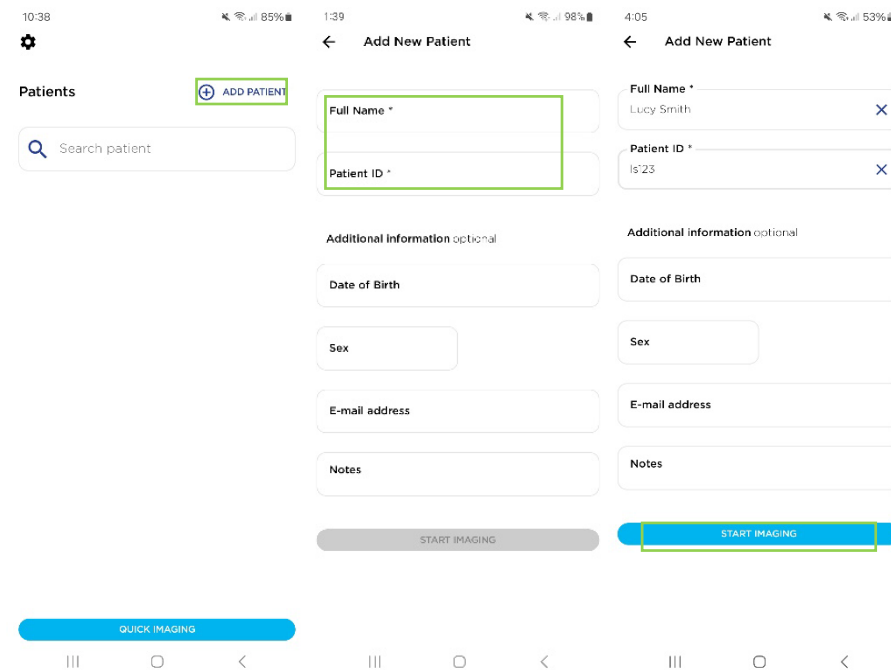 10:38
85%
Patients
ADD PATIENT
Search patient
QUICK IMAGING
1:39
98%
Add New Patient
Full Name *
Patient ID *
Additional information optional
Date of Birth
Sex
E-mail address
Notes
START IMAGING
4:05
53%
Add New Patient
Full Name *
Lucy Smith
Patient ID *
ls123
Additional information optional
Date of Birth
Sex
E-mail address
Notes
START IMAGING